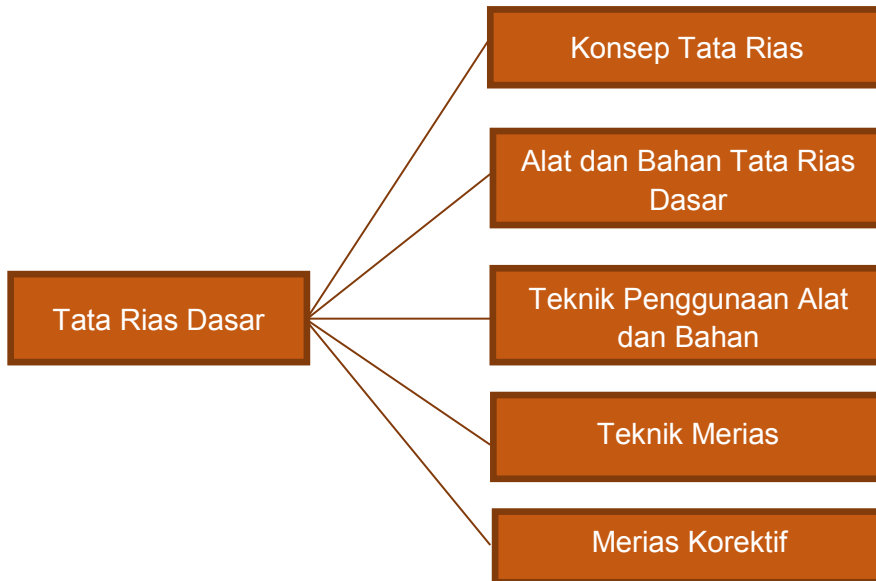 Konsep Tata Rias
Alat dan Bahan Tata Rias
Dasar
Tata Rias Dasar
Teknik Penggunaan Alat
dan Bahan
Teknik Merias
Merias Korektif